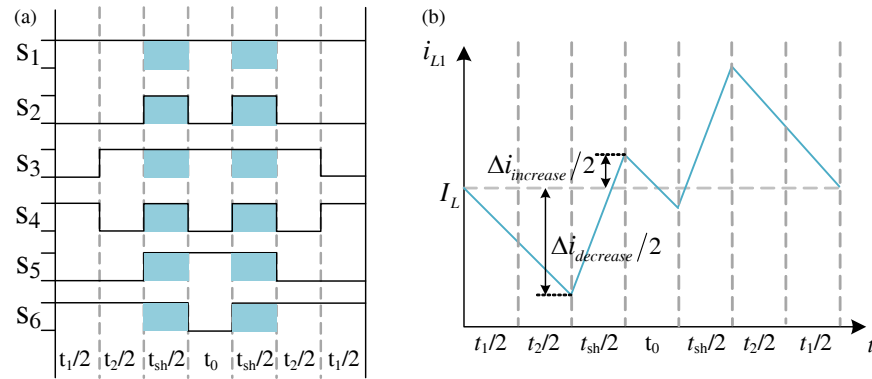 (a)
S1
S2
S3
S4
S5
S6
t1/2 t2/2 tsh/2 t0 tsh/2 t2/2 t1/2
(b)
iL1
Δiincrease/2
IL
Δidecrease/2
t1/2 t2/2 tsh/2 t0 tsh/2 t2/2 t1/2 t